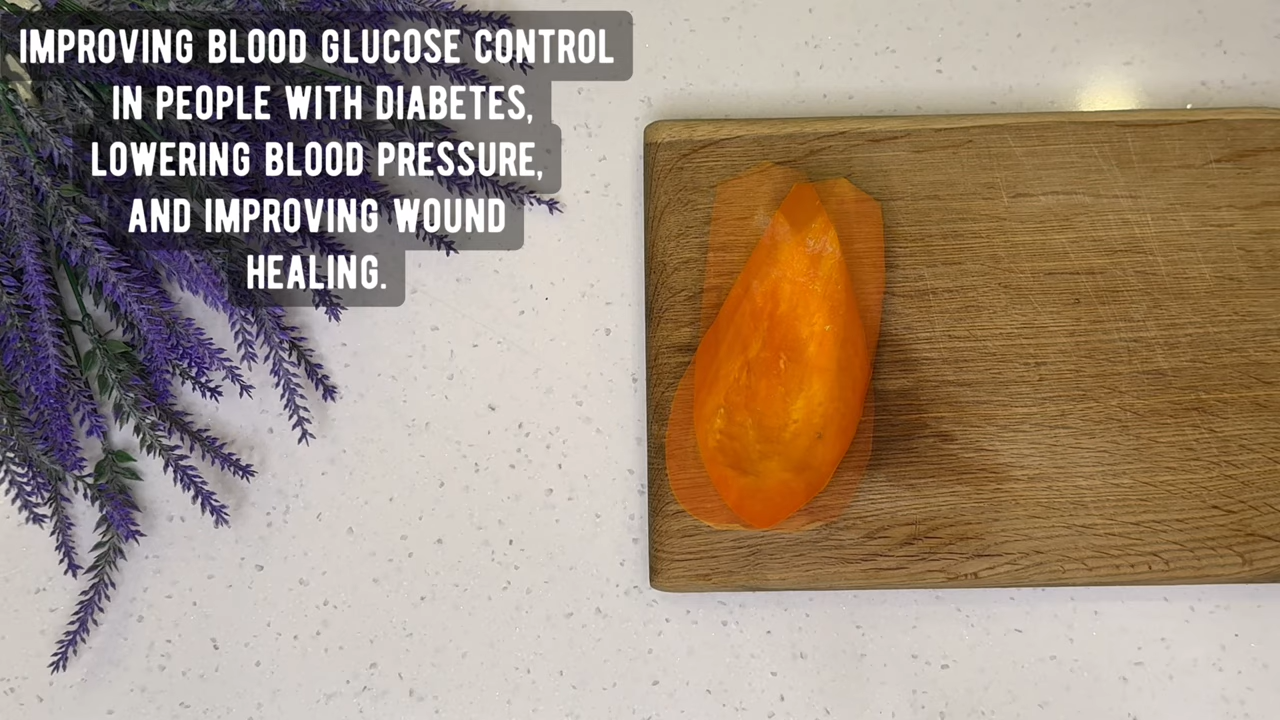 IMPROVING BLOOD GLUCOSE CONTROL
IN PEOPLE WITH DIABETES,
LOWERING BLOOD PRESSURE,
AND IMPROVING WOUND
HEALING.